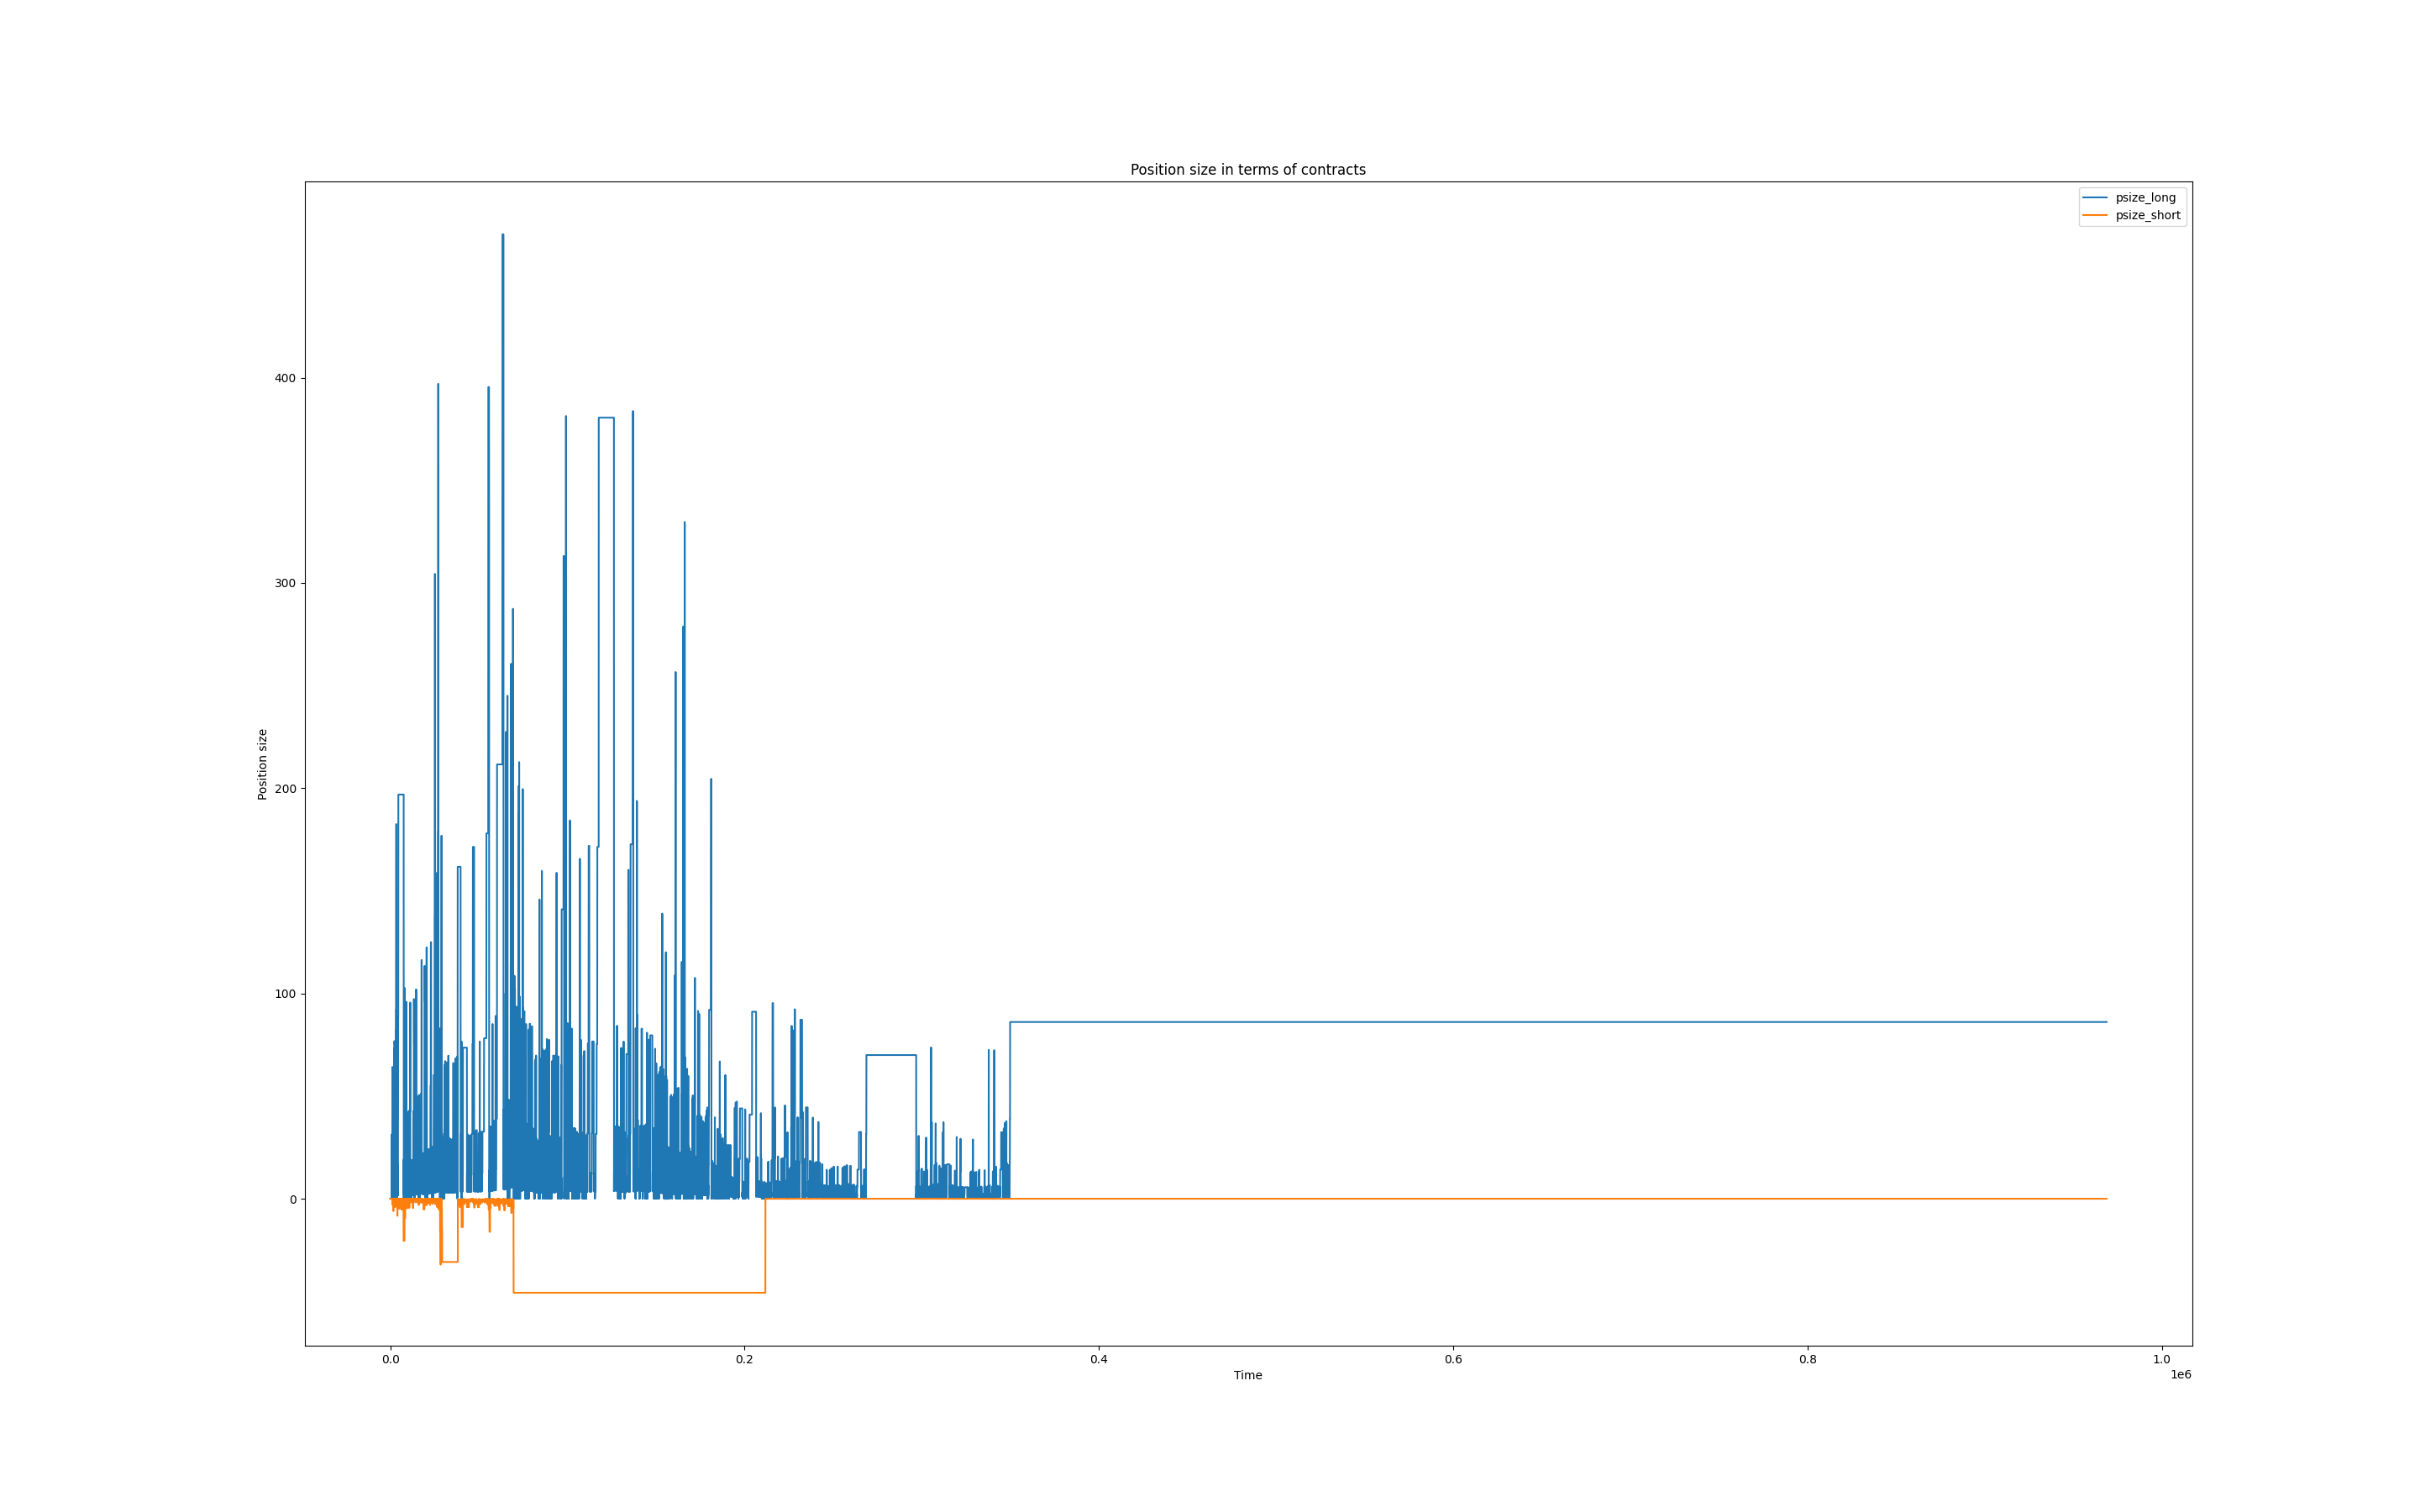 Position size in terms of contracts
psize_long
psize_short
400
300
200
100
0
Position size
0.0
0.2
0.4
0.6
0.8
1.0
1e6
Time